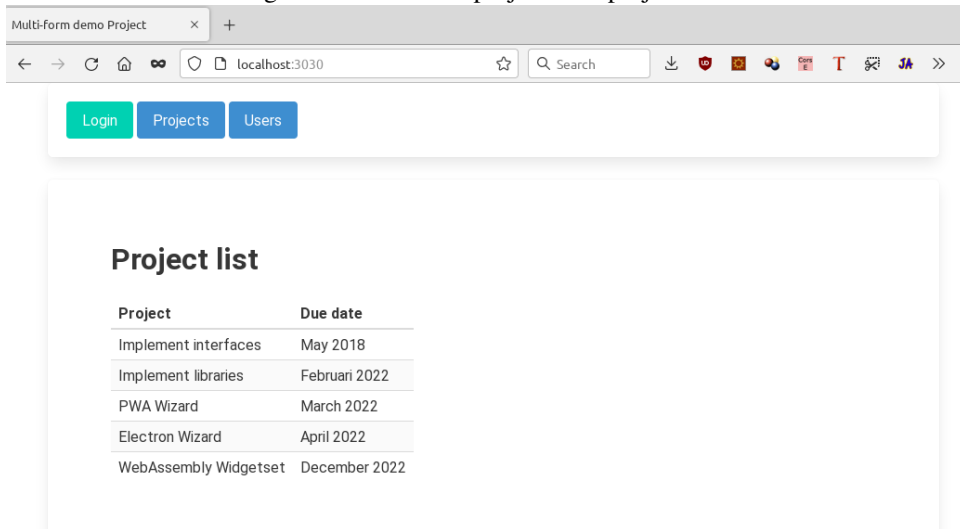 Multi-form demo Project
localhost:3030
Search
Login Projects Users
Project list
Project Due date
Implement interfaces May 2018
Implement libraries Februari 2022
PWA Wizard March 2022
Electron Wizard April 2022
WebAssembly Widgetset December 2022